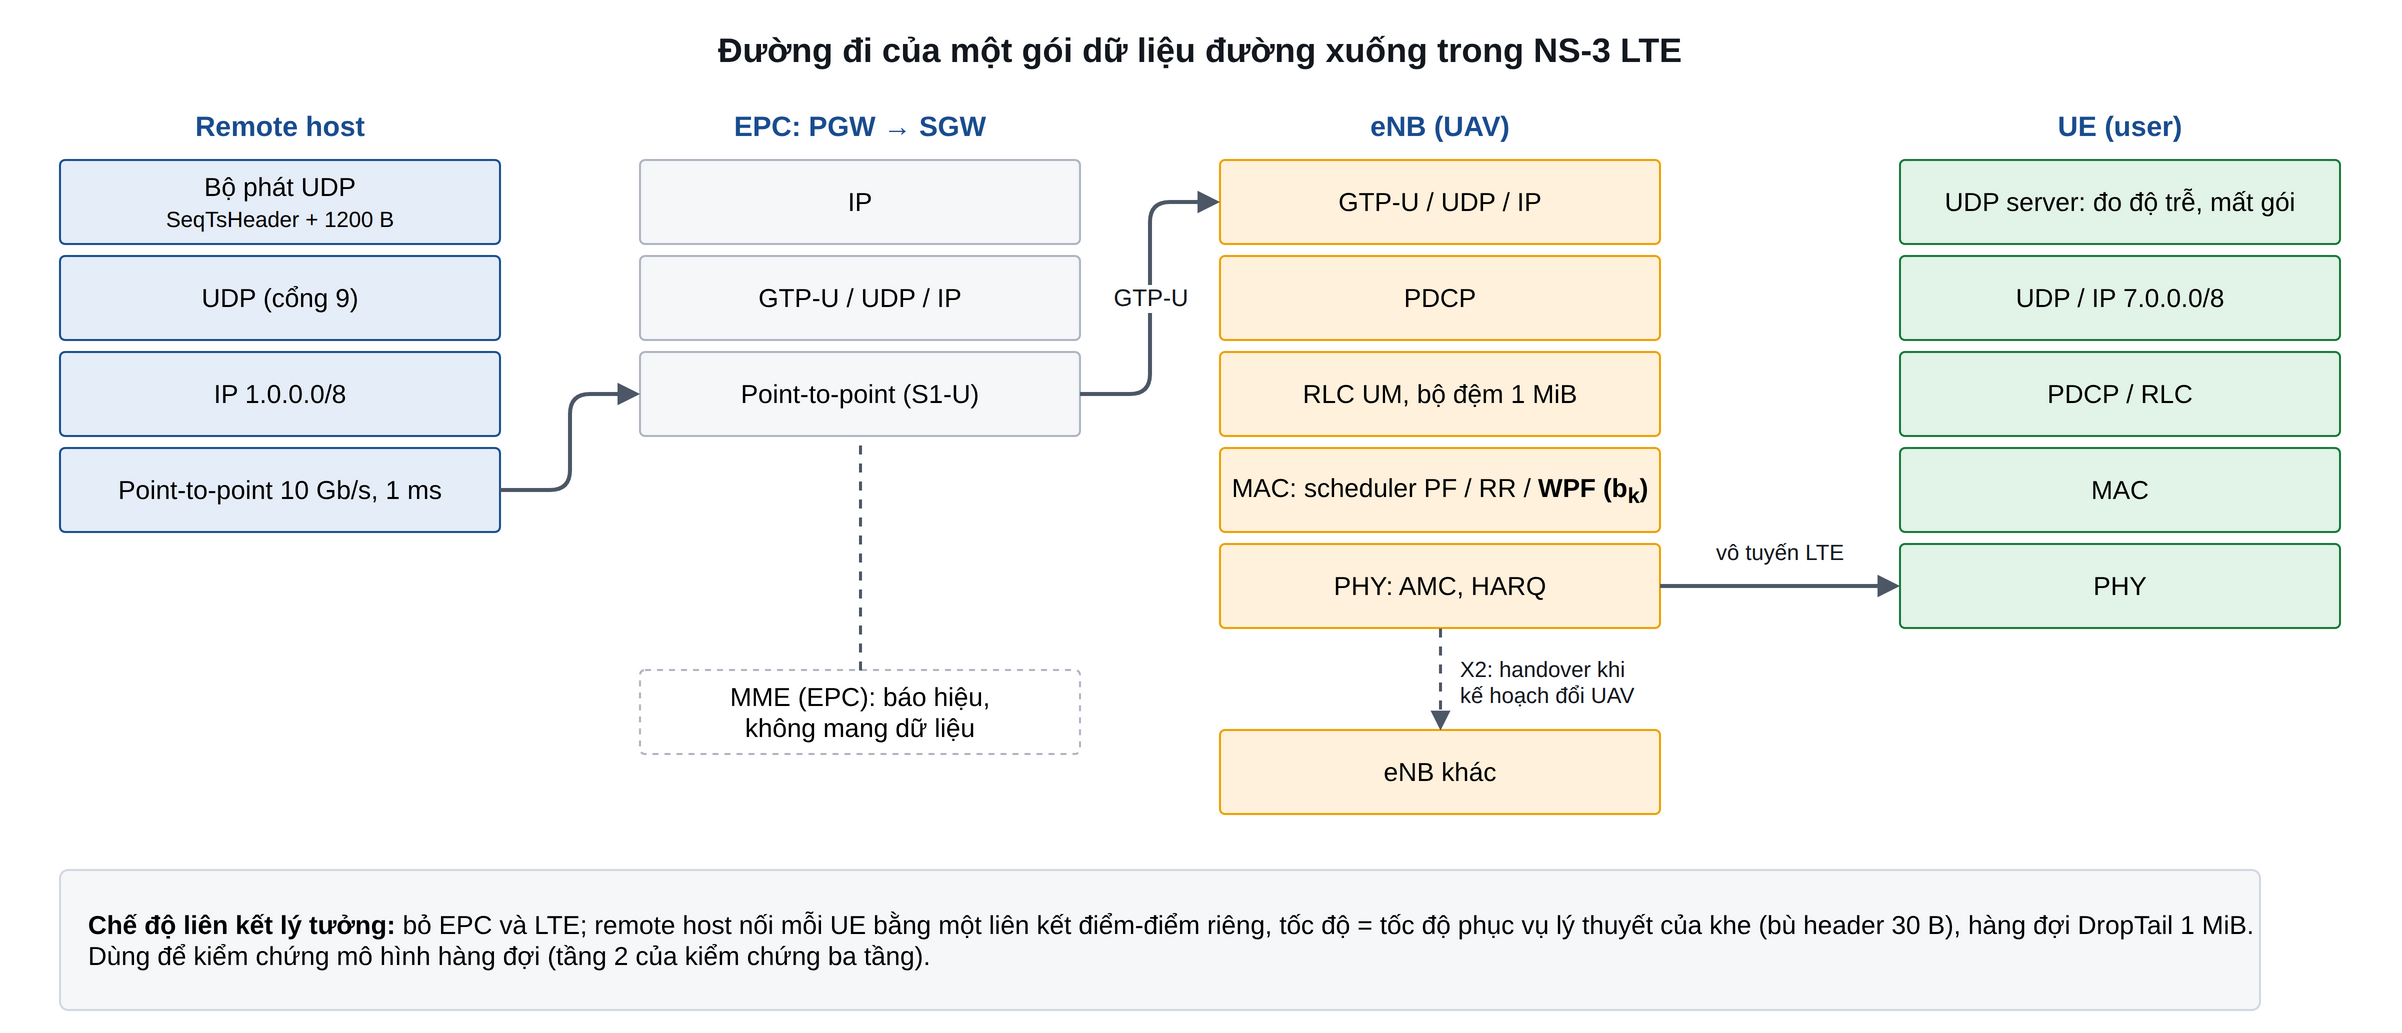 Đường đi của một gói dữ liệu đường xuống trong NS-3 LTE
Remote host
Bộ phát UDP
SeqTsHeader + 1200 B
UDP (cổng 9)
IP 1.0.0.0/8
Point-to-point 10 Gb/s, 1 ms
EPC: PGW → SGW
IP
GTP-U / UDP / IP
Point-to-point (S1-U)
MME (EPC): báo hiệu,
không mang dữ liệu
GTP-U
eNB (UAV)
GTP-U / UDP / IP
PDCP
RLC UM, bộ đệm 1 MiB
MAC: scheduler PF / RR / WPF (bk)
PHY: AMC, HARQ
X2: handover khi
kế hoạch đổi UAV
eNB khác
vô tuyến LTE
UE (user)
UDP server: đo độ trễ, mất gói
UDP / IP 7.0.0.0/8
PDCP / RLC
MAC
PHY
Chế độ liên kết lý tưởng: bỏ EPC và LTE; remote host nối mỗi UE bằng một liên kết điểm-điểm riêng, tốc độ = tốc độ phục vụ lý thuyết của khe (bù header 30 B), hàng đợi DropTail 1 MiB.
Dùng để kiểm chứng mô hình hàng đợi (tầng 2 của kiểm chứng ba tầng).